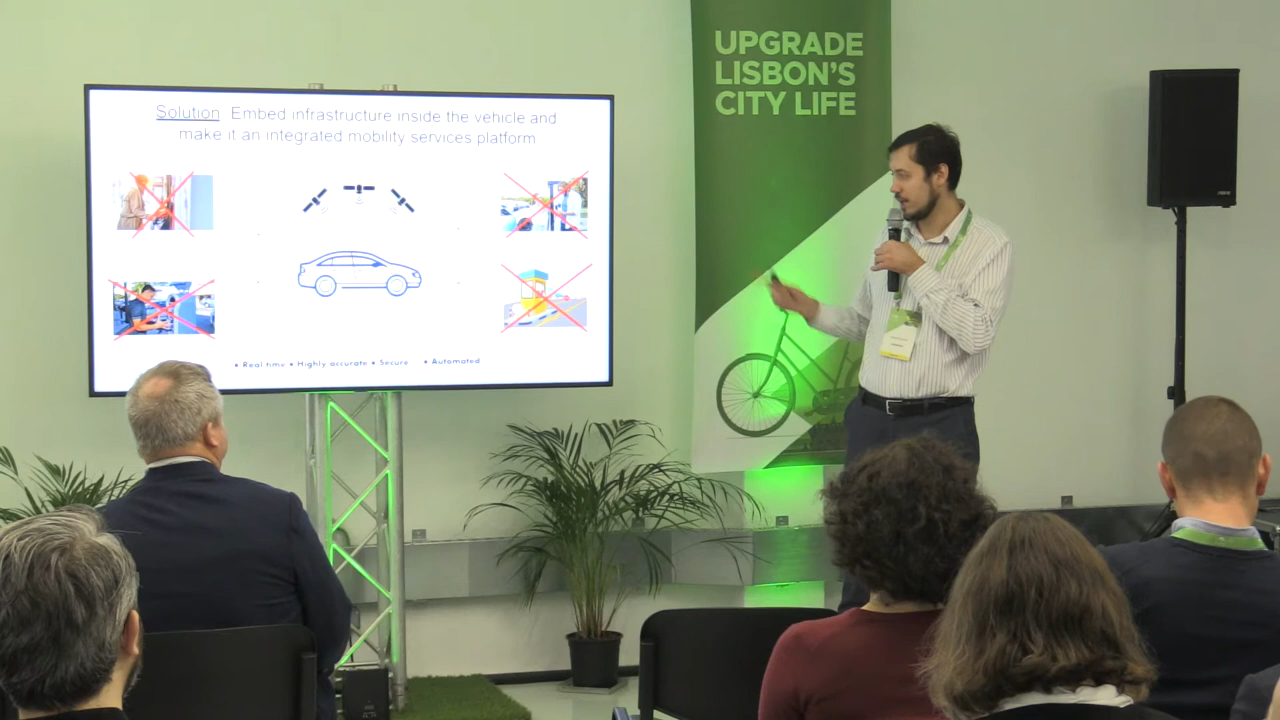 Solution Embed infrastructure inside the vehicle and
make it an integrated mobility services platform
• Real time • Highly accurate • Secure • Automated
UPGRADE
LISBON'S
CITY LIFE